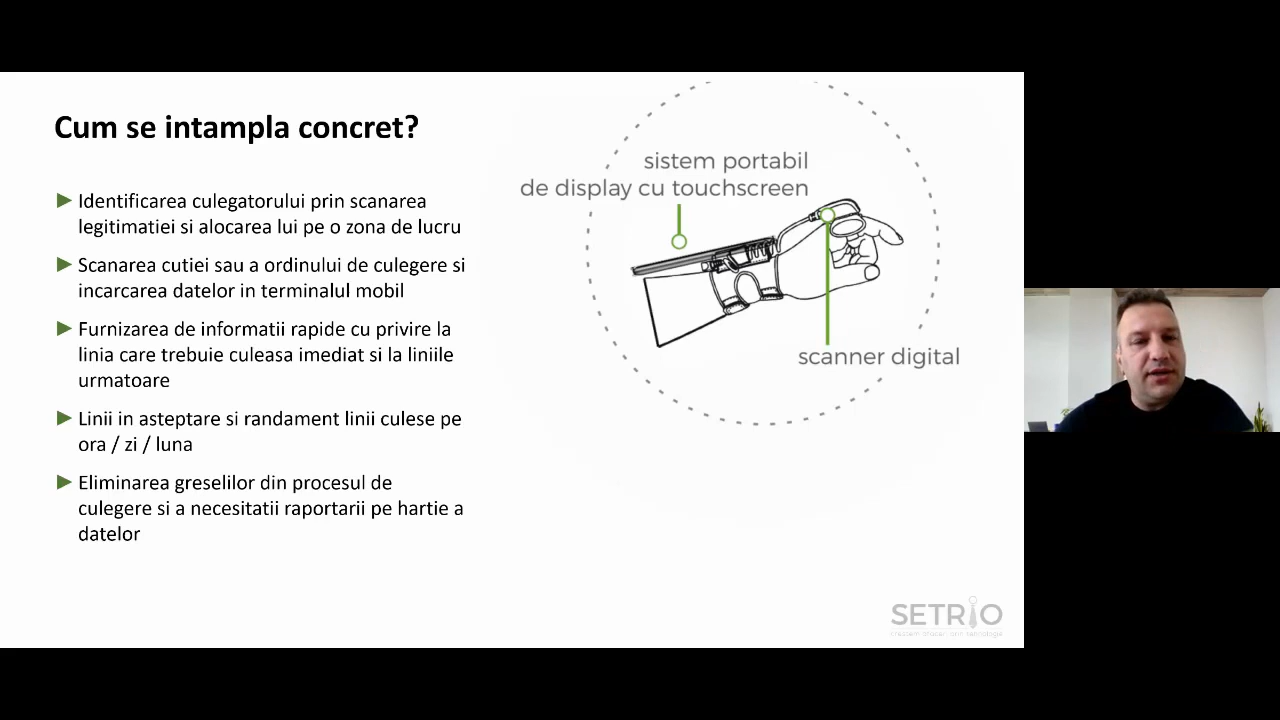 Cum se intampla concret?
Identificarea culegatorului prin scanarea
legitimatiei si alocarea lui pe o zona de lucru
Scanarea cutiei sau a ordinului de culegere si
incarcarea datelor in terminalul mobil
Furnizarea de informatii rapide cu privire la
linia care trebuie culeasa imediat si la liniile
urmatoare
Linii in asteptare si randament linii culese pe
ora / zi / luna
Eliminarea greselilor din procesul de
culegere si a necesitatii raportarii pe hartie a
datelor
sistem portabil
de display cu touchscreen
scanner digital
SETRIO